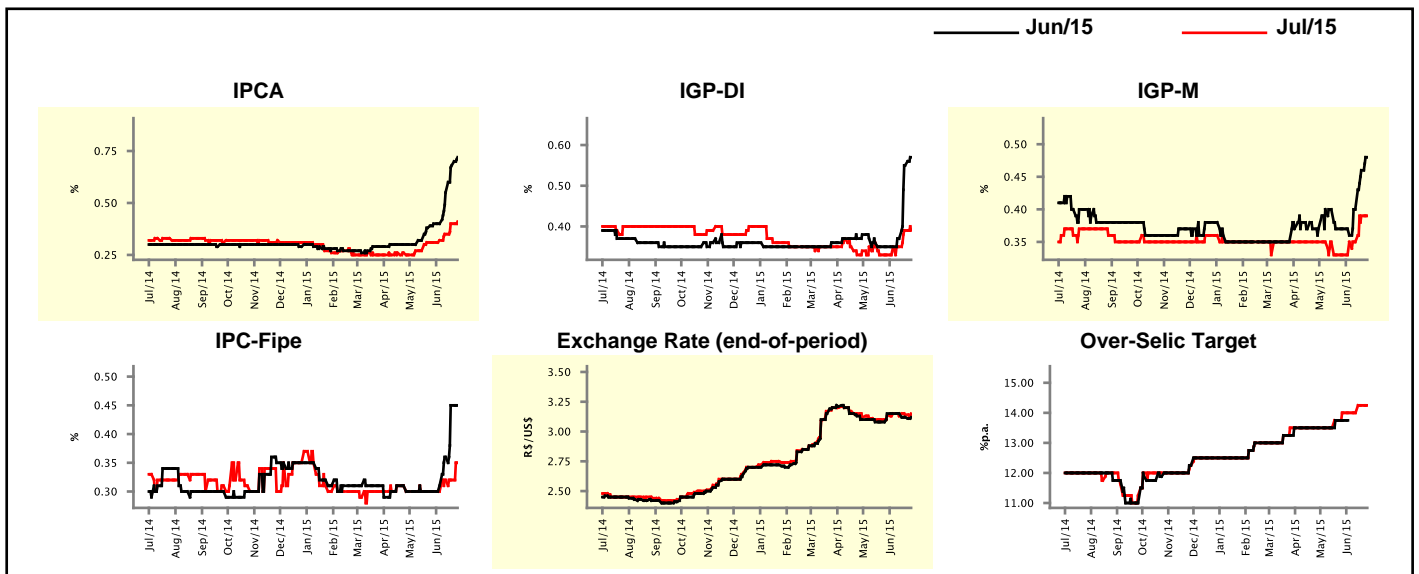 Jun/15 Jul/15
IPCA
%
0.75
0.50
0.25
Jul/14 Aug/14 Sep/14 Oct/14 Nov/14 Dec/14 Jan/15 Feb/15 Mar/15 Apr/15 May/15 Jun/15
IGP-DI
%
0.60
0.50
0.40
Jul/14 Aug/14 Sep/14 Oct/14 Nov/14 Dec/14 Jan/15 Feb/15 Mar/15 Apr/15 May/15 Jun/15
IGP-M
%
0.50
0.45
0.40
0.35
Jul/14 Aug/14 Sep/14 Oct/14 Nov/14 Dec/14 Jan/15 Feb/15 Mar/15 Apr/15 May/15 Jun/15
IPC-Fipe
%
0.50
0.45
0.40
0.35
0.30
Jul/14 Aug/14 Sep/14 Oct/14 Nov/14 Dec/14 Jan/15 Feb/15 Mar/15 Apr/15 May/15 Jun/15
Exchange Rate (end-of-period)
R$/US$
3.50
3.25
3.00
2.75
2.50
Jul/14 Aug/14 Sep/14 Oct/14 Nov/14 Dec/14 Jan/15 Feb/15 Mar/15 Apr/15 May/15 Jun/15
Over-Selic Target
%p.a.
15.00
14.00
13.00
12.00
11.00
Jul/14 Aug/14 Sep/14 Oct/14 Nov/14 Dec/14 Jan/15 Feb/15 Mar/15 Apr/15 May/15 Jun/15